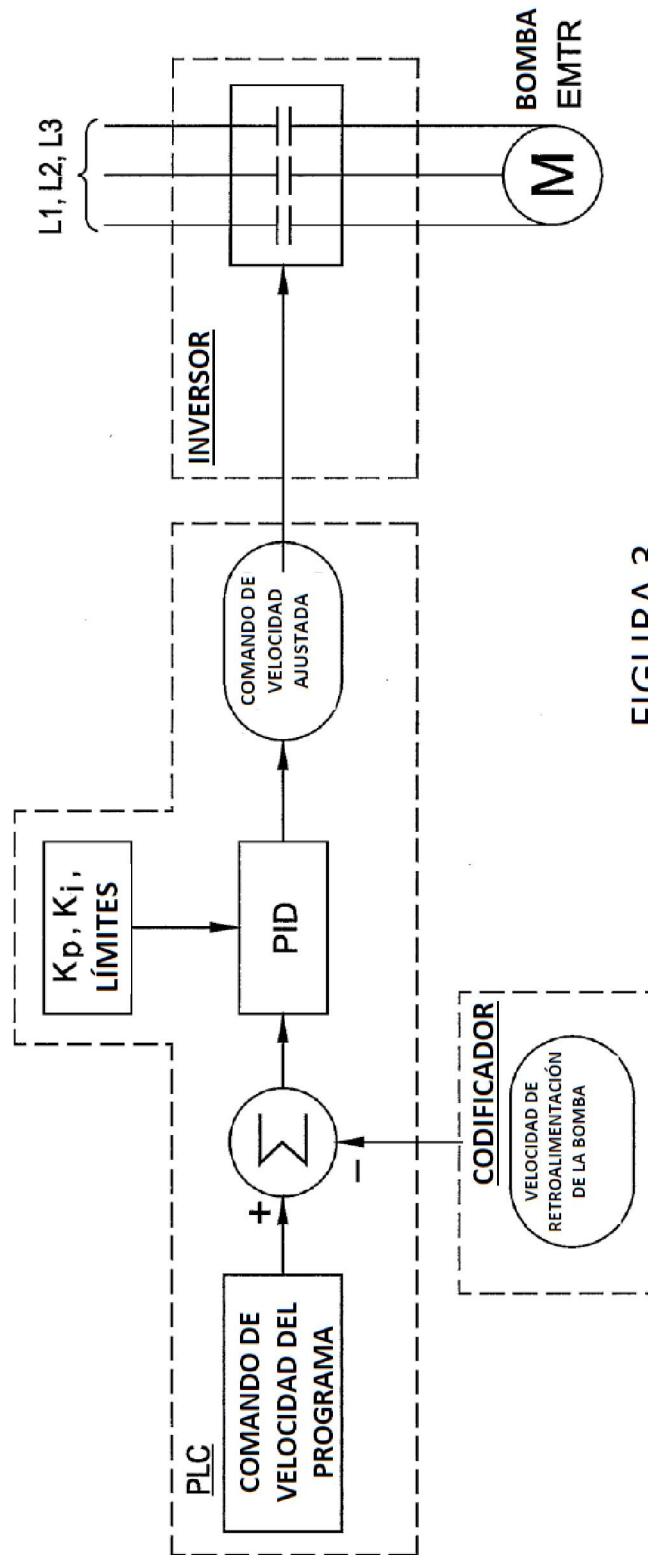 PLC
COMANDO DE
VELOCIDAD DEL
PROGRAMA
+
Σ
−
CODIFICADOR
VELOCIDAD DE
RETROALIMENTACIÓN
DE LA BOMBA
Kp, Ki,
LÍMITES
PID
COMANDO DE
VELOCIDAD
AJUSTADA
INVERSOR
L1, L2, L3
M
BOMBA
EMTR
FIGURA 3